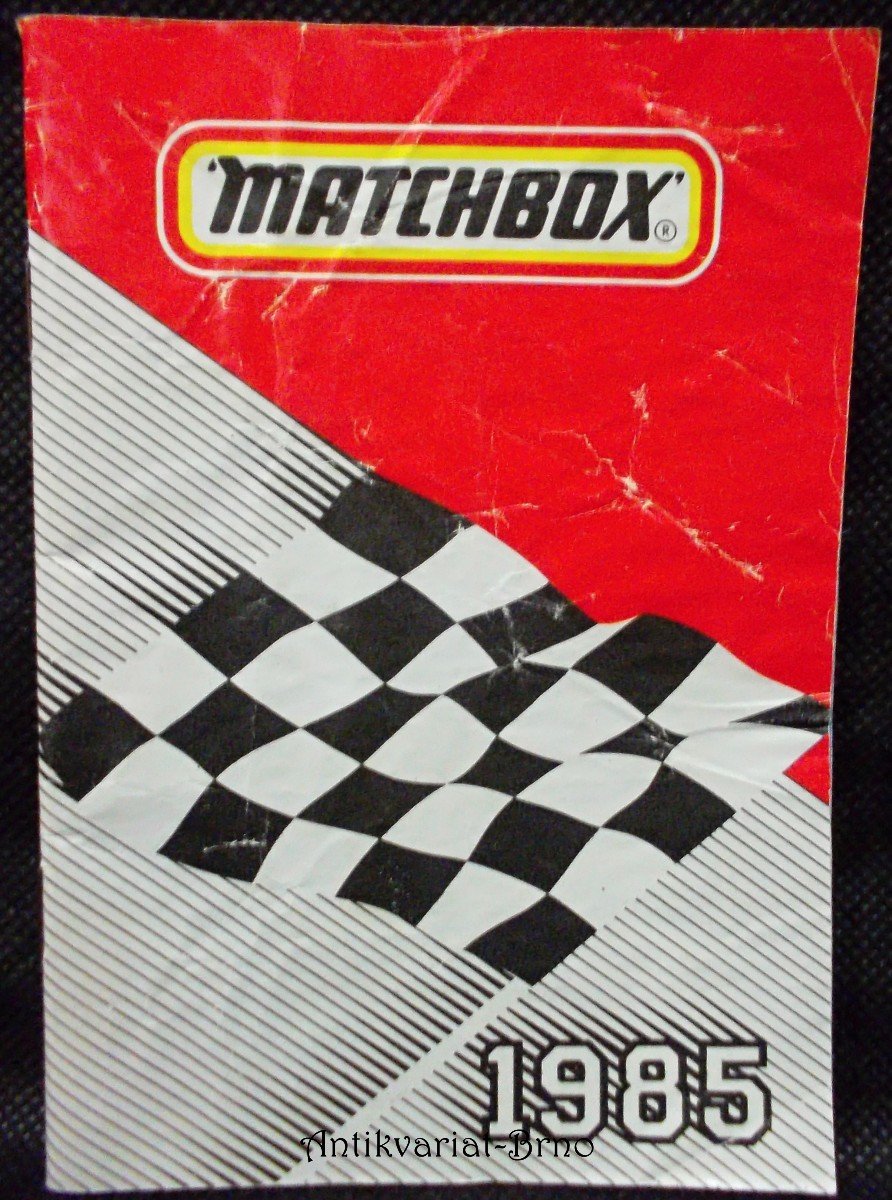 'MATCHBOX' ®
1985
Antikvariat-Brno